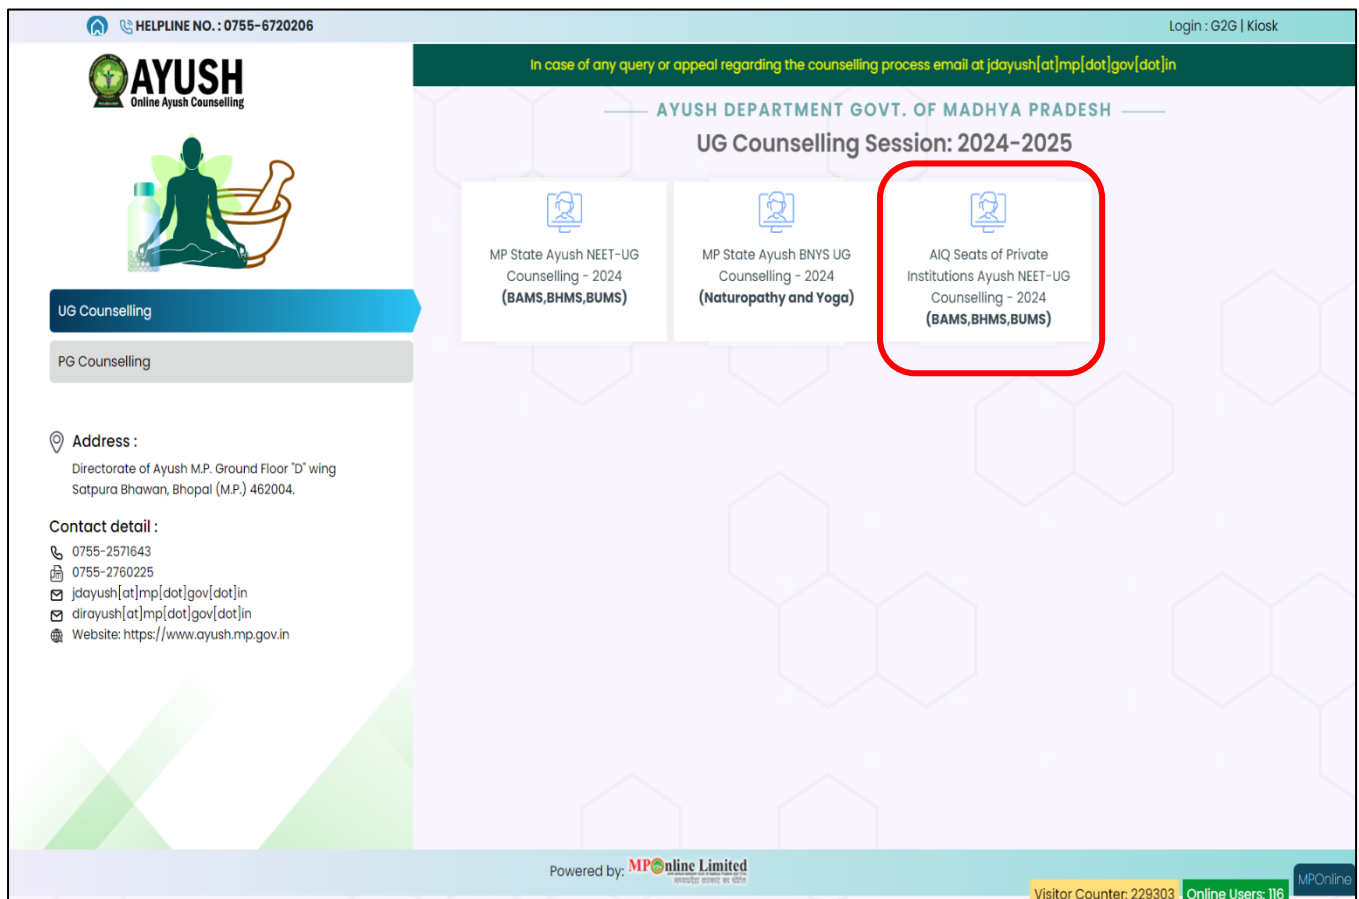 HELPLINE NO. : 0755-6720206
Login : G2G | Kiosk
AYUSH
Online Ayush Counselling
In case of any query or appeal regarding the counselling process email at jdayush[at]mp[dot]gov[dot]in
AYUSH DEPARTMENT GOVT. OF MADHYA PRADESH
UG Counselling Session: 2024-2025
MP State Ayush NEET-UG
Counselling - 2024
(BAMS,BHMS,BUMS)
MP State Ayush BNYS UG
Counselling - 2024
(Naturopathy and Yoga)
AIQ Seats of Private
Institutions Ayush NEET-UG
Counselling - 2024
(BAMS,BHMS,BUMS)
UG Counselling
PG Counselling
Address :
Directorate of Ayush M.P. Ground Floor "D" wing
Satpura Bhawan, Bhopal (M.P.) 462004.
Contact detail :
0755-2571643
0755-2760225
jdayush[at]mp[dot]gov[dot]in
dirayush[at]mp[dot]gov[dot]in
Website: https://www.ayush.mp.gov.in
Powered by: MPOnline Limited
मध्यप्रदेश सरकार का पोर्टल
MPOnline
Visitor Counter: 229303
Online Users: 116